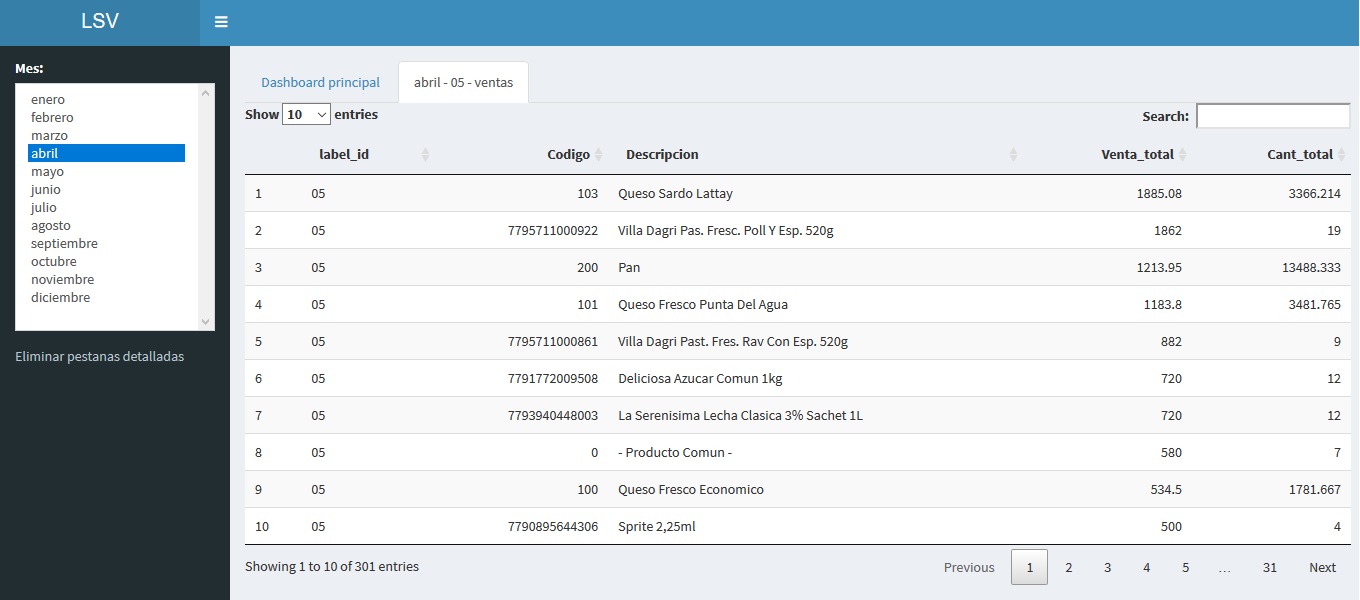 LSV
Mes:
enero
febrero
marzo
abril
mayo
junio
julio
agosto
septiembre
octubre
noviembre
diciembre
Eliminar pestanas detalladas
Dashboard principal abril - 05 - ventas
Show 10 entries Search:
label_id Codigo Descripcion Venta_total Cant_total
1 05 103 Queso Sardo Lattay 1885.08 3366.214
2 05 7795711000922 Villa Dagri Pas. Fresc. Poll Y Esp. 520g 1862 19
3 05 200 Pan 1213.95 13488.333
4 05 101 Queso Fresco Punta Del Agua 1183.8 3481.765
5 05 7795711000861 Villa Dagri Past. Fres. Rav Con Esp. 520g 882 9
6 05 7791772009508 Deliciosa Azucar Comun 1kg 720 12
7 05 7793940448003 La Serenisima Lecha Clasica 3% Sachet 1L 720 12
8 05 0 - Producto Comun - 580 7
9 05 100 Queso Fresco Economico 534.5 1781.667
10 05 7790895644306 Sprite 2,25ml 500 4
Showing 1 to 10 of 301 entries Previous 1 2 3 4 5 … 31 Next